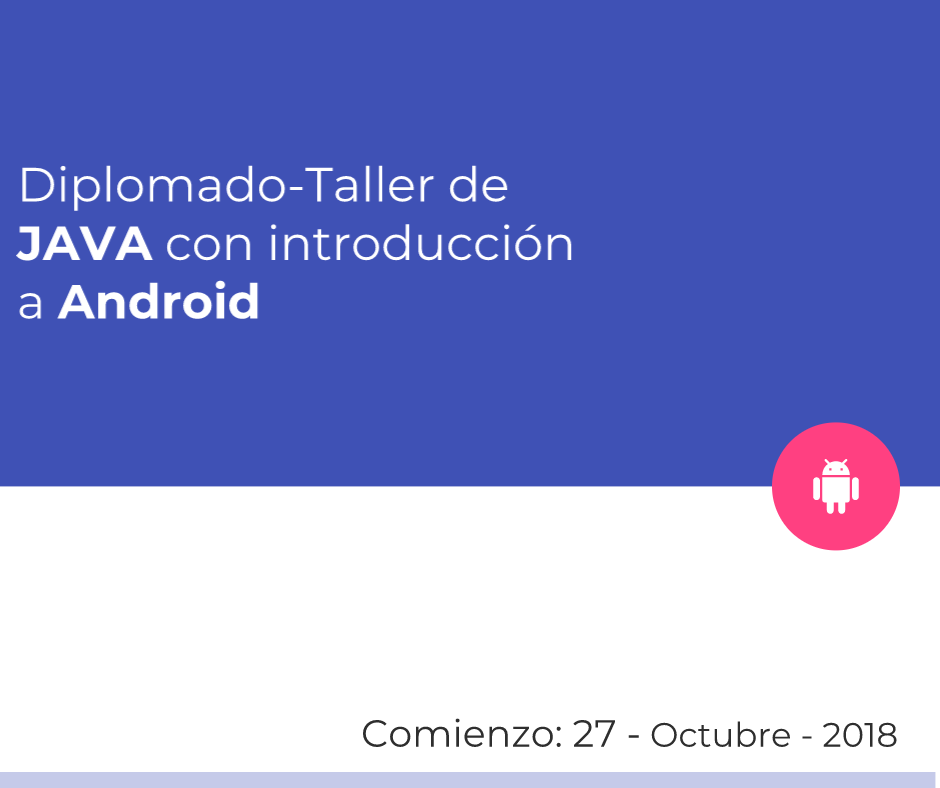 Diplomado-Taller de
JAVA con introducción
a Android
Comienzo: 27 - Octubre - 2018